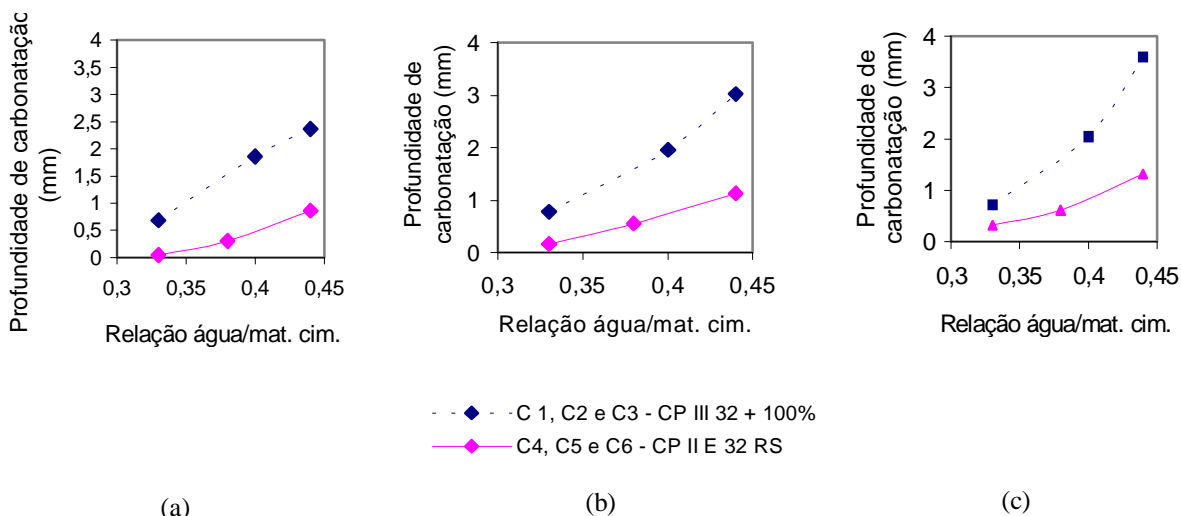 Profundidade de carbonatação
(mm)
4
3,5
3
2,5
2
1,5
1
0,5
0
0,3 0,35 0,4 0,45
Relação água/mat. cim.
Profundidade de
carbonatação (mm)
4
3
2
1
0
0,3 0,35 0,4 0,45
Relação água/mat. cim.
Profundidade de
carbonatação (mm)
4
3
2
1
0
0,3 0,35 0,4 0,45
Relação água/mat. cim.
C 1, C2 e C3 - CP III 32 + 100%
C4, C5 e C6 - CP II E 32 RS
(a) (b) (c)